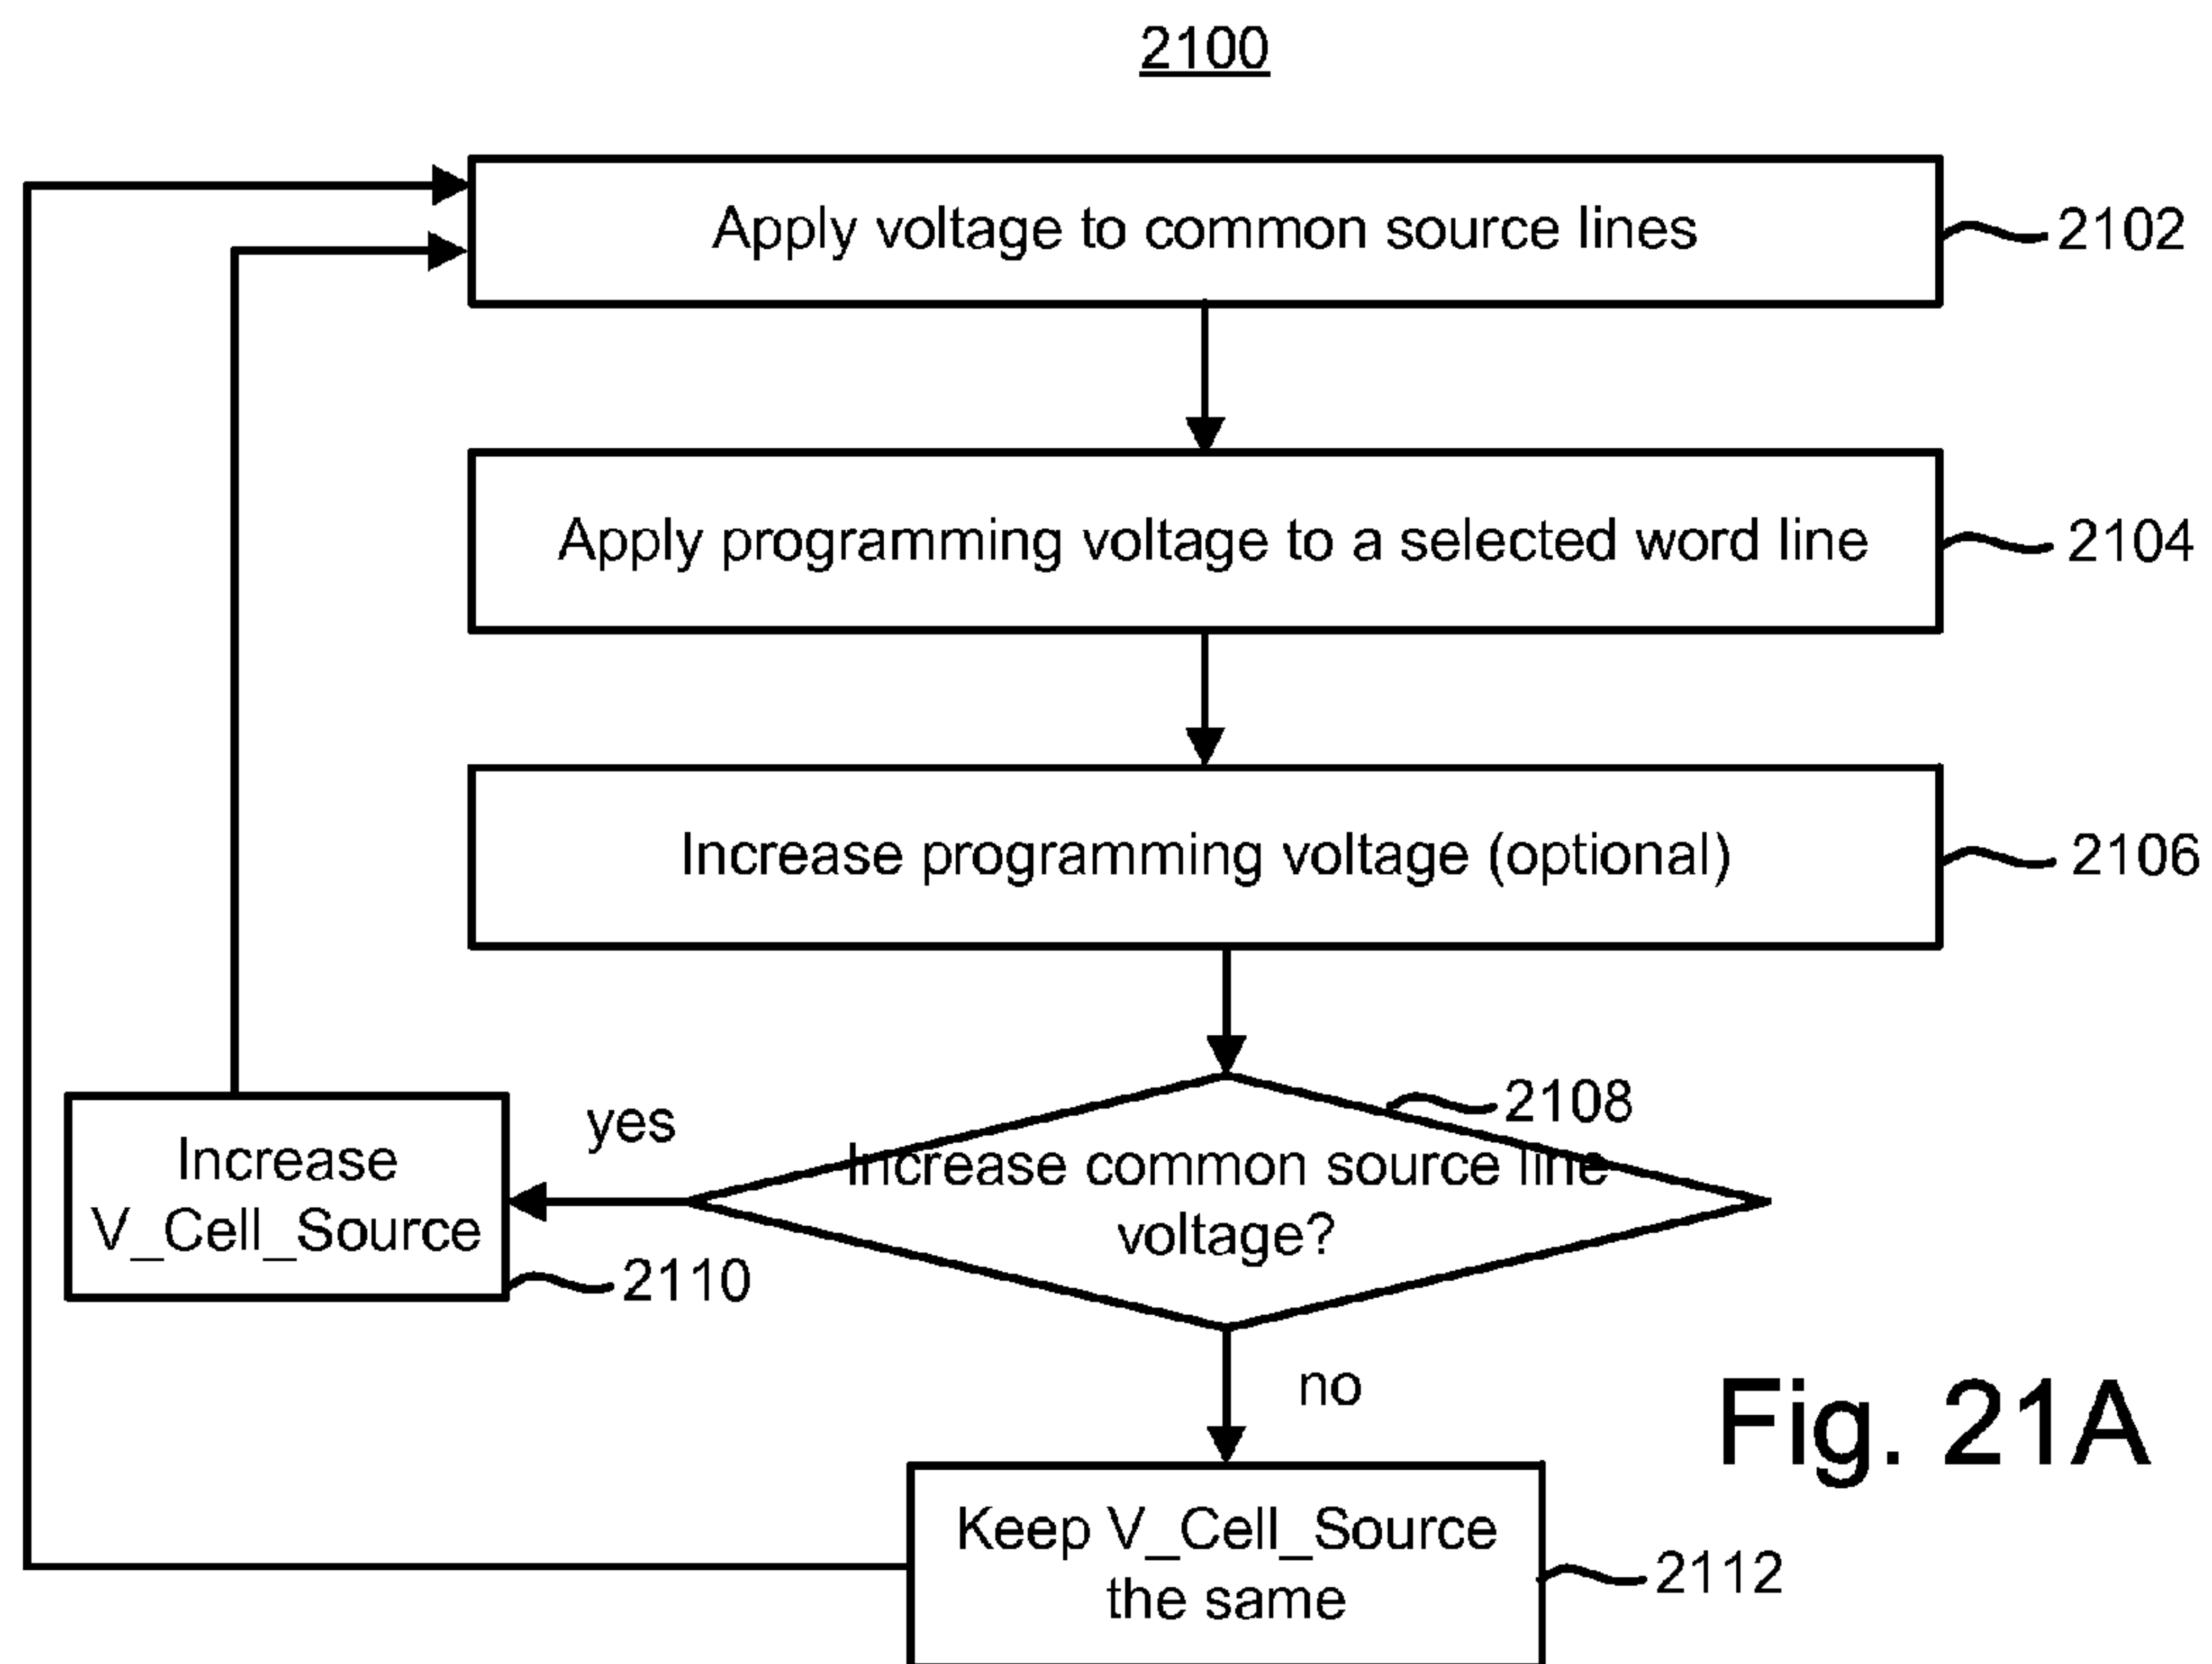 2100
Apply voltage to common source lines
2102
Apply programming voltage to a selected word line
2104
Increase programming voltage (optional)
2106
2108
Increase common source line
voltage?
yes
Increase
V_Cell_Source
2110
no
Keep V_Cell_Source
the same
2112
Fig. 21A